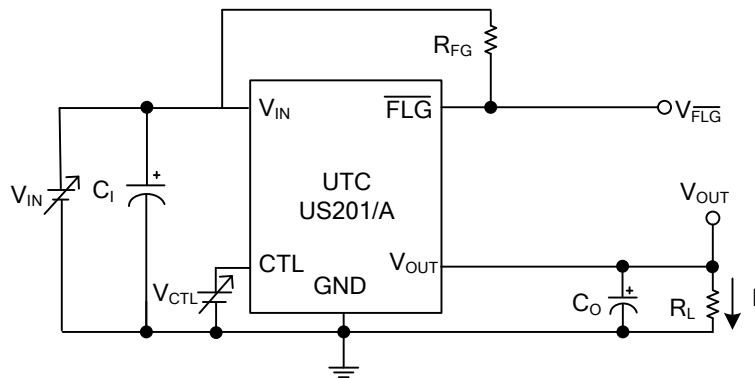 RFG
VIN
FLG
VFLG
UTC
US201/A
VIN
CI
VOUT
VCTL
CTL
VOUT
GND
CO
RL
I
+
+